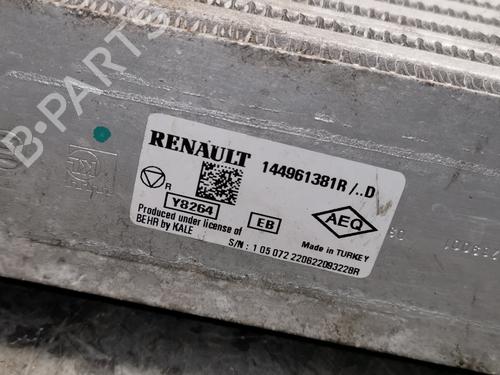 B-PARTS
RENAULT
144961381R /..D
R
Y8264
EB
AEQ
Produced under license of
BEHR by KALE
Made in TURKEY
S/N : 1 05 072 220622093228R